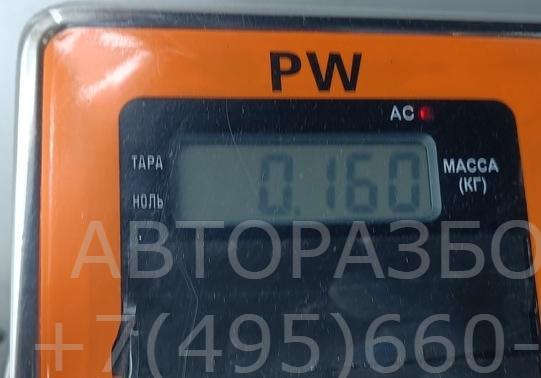 PW
AC
ТАРА 0.160 МАССА
(КГ)
НОЛЬ
АВТОРАЗБО
+7(495)660-